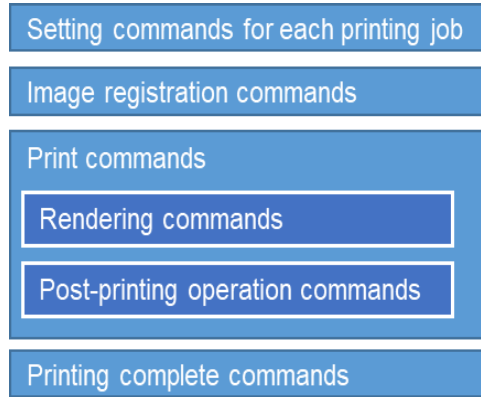 Setting commands for each printing job
Image registration commands
Print commands
Rendering commands
Post-printing operation commands
Printing complete commands